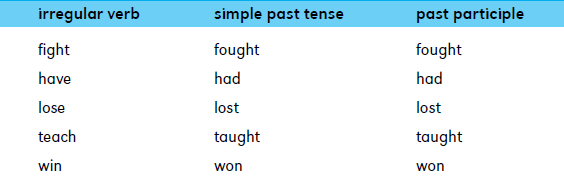 irregular verb simple past tense past participle
fight fought fought
have had had
lose lost lost
teach taught taught
win won won